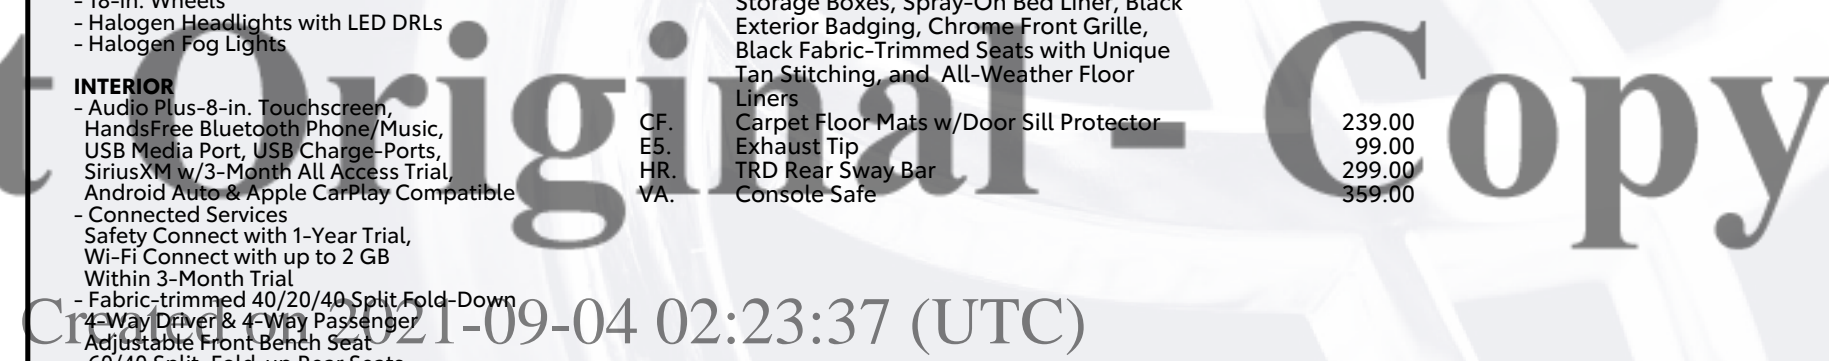 - 18-in. Wheels
- Halogen Headlights with LED DRLs
- Halogen Fog Lights
INTERIOR
- Audio Plus-8-in. Touchscreen,
HandsFree Bluetooth Phone/Music,
USB Media Port, USB Charge-Ports,
SiriusXM w/3-Month All Access Trial,
Android Auto & Apple CarPlay Compatible
- Connected Services
Safety Connect with 1-Year Trial,
Wi-Fi Connect with up to 2 GB
Within 3-Month Trial
- Fabric-trimmed 40/20/40 Split Fold-Down
4-Way Driver & 4-Way Passenger
Adjustable Front Bench Seat
- 60/40 Split, Fold-up Rear Seats
Storage Boxes, Spray-On Bed Liner, Black
Exterior Badging, Chrome Front Grille,
Black Fabric-Trimmed Seats with Unique
Tan Stitching, and All-Weather Floor
Liners
CF. Carpet Floor Mats w/Door Sill Protector 239.00
E5. Exhaust Tip 99.00
HR. TRD Rear Sway Bar 299.00
VA. Console Safe 359.00
t Original - Copy
Created on 2021-09-04 02:23:37 (UTC)